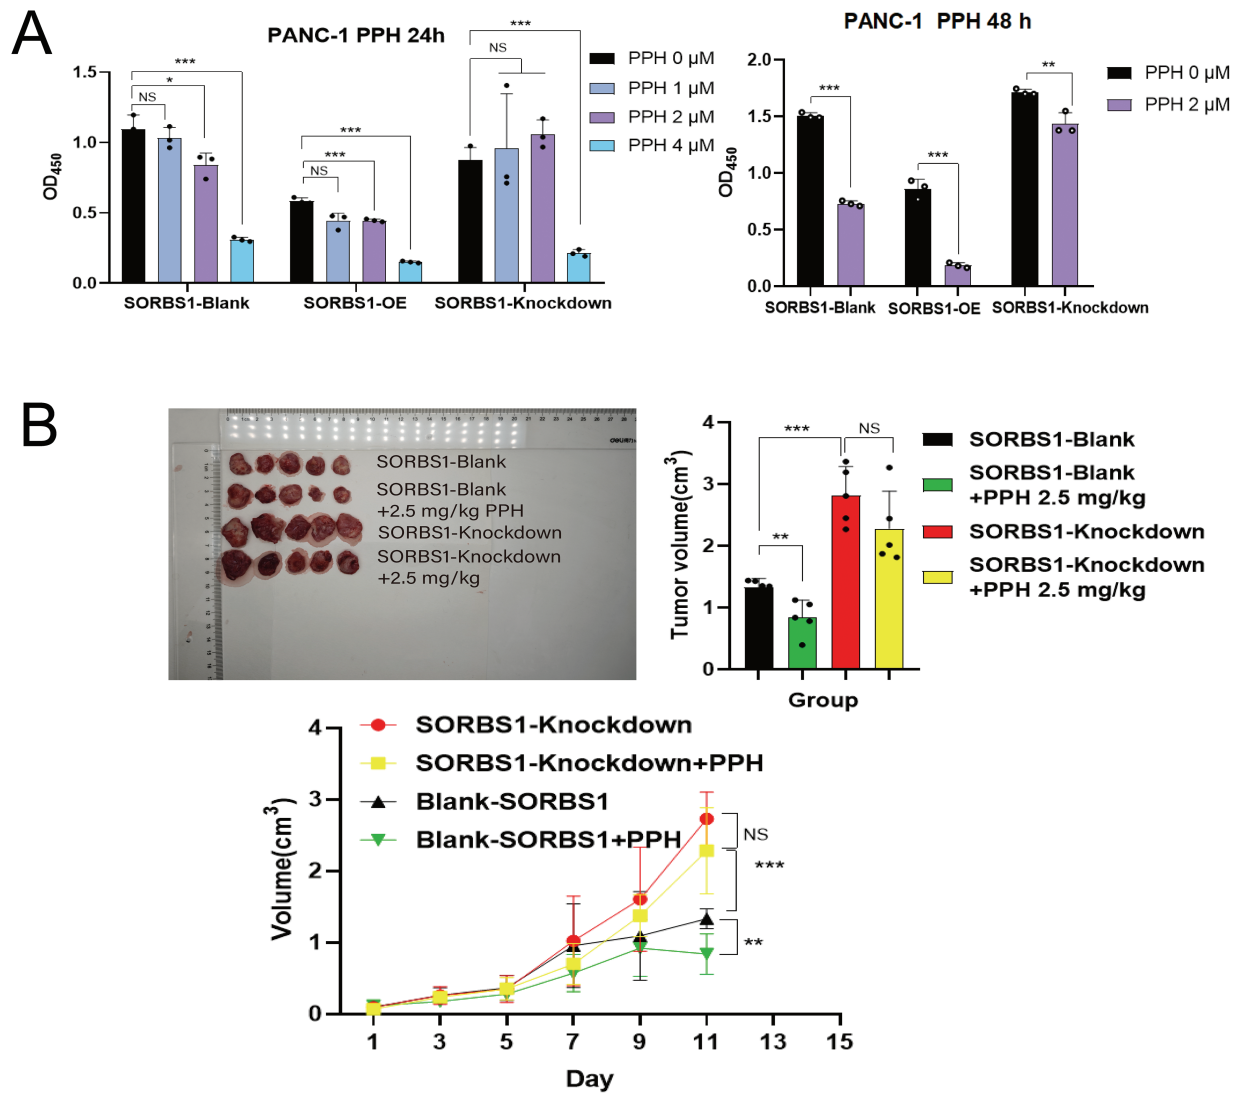 A
PANC-1 PPH 24h
OD450
1.5
1.0
0.5
0.0
NS
*
***
NS
***
***
NS
***
SORBS1-Blank
SORBS1-OE
SORBS1-Knockdown
PPH 0 μM
PPH 1 μM
PPH 2 μM
PPH 4 μM
PANC-1 PPH 48 h
OD450
2.0
1.5
1.0
0.5
0.0
***
***
**
SORBS1-Blank
SORBS1-OE
SORBS1-Knockdown
PPH 0 μM
PPH 2 μM
B
SORBS1-Blank
SORBS1-Blank
+2.5 mg/kg PPH
SORBS1-Knockdown
SORBS1-Knockdown
+2.5 mg/kg
Tumor volume(cm3)
4
3
2
1
0
***
NS
**
Group
SORBS1-Blank
SORBS1-Blank
+PPH 2.5 mg/kg
SORBS1-Knockdown
SORBS1-Knockdown
+PPH 2.5 mg/kg
Volume(cm3)
4
3
2
1
0
SORBS1-Knockdown
SORBS1-Knockdown+PPH
Blank-SORBS1
Blank-SORBS1+PPH
NS
***
**
1 3 5 7 9 11 13 15
Day